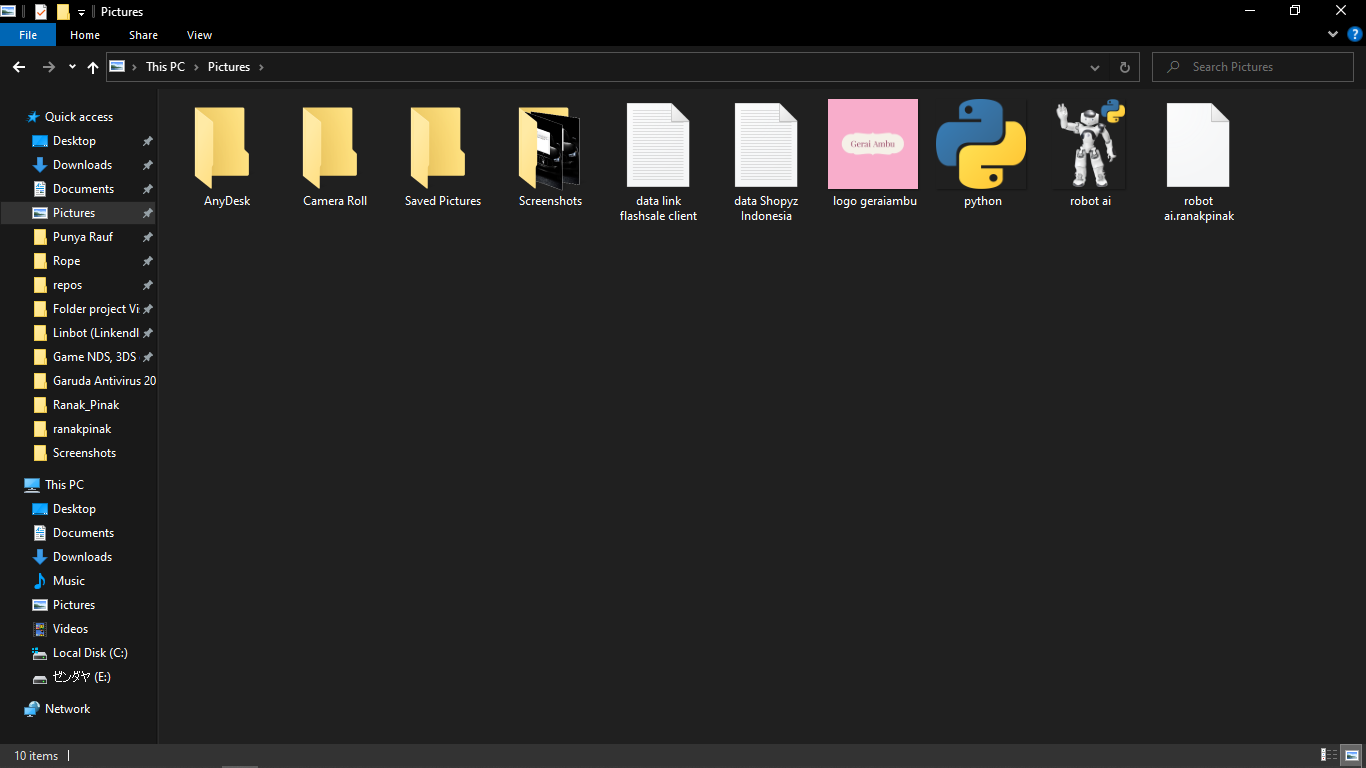 Pictures
File Home Share View
This PC Pictures
Search Pictures
Quick access
Desktop
Downloads
Documents
Pictures
Punya Rauf
Rope
repos
Folder project Vi
Linbot (Linkendl
Game NDS, 3DS
Garuda Antivirus 20
Ranak_Pinak
ranakpinak
Screenshots
This PC
Desktop
Documents
Downloads
Music
Pictures
Videos
Local Disk (C:)
ゼンダヤ (E:)
Network
AnyDesk
Camera Roll
Saved Pictures
Screenshots
data link
flashsale client
data Shopyz
Indonesia
Gerai Ambu
logo geraiambu
python
robot ai
robot
ai.ranakpinak
10 items